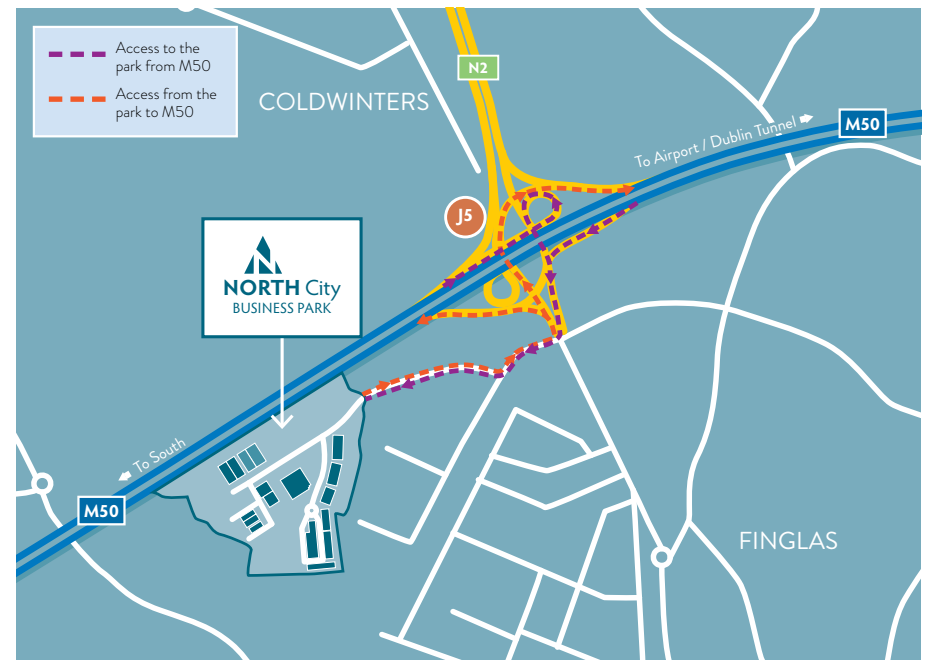 Access to the
park from M50
Access from the
park to M50
N2
COLDWINTERS
M50
To Airport / Dublin Tunnel
J5
NORTH City
BUSINESS PARK
To South
M50
FINGLAS